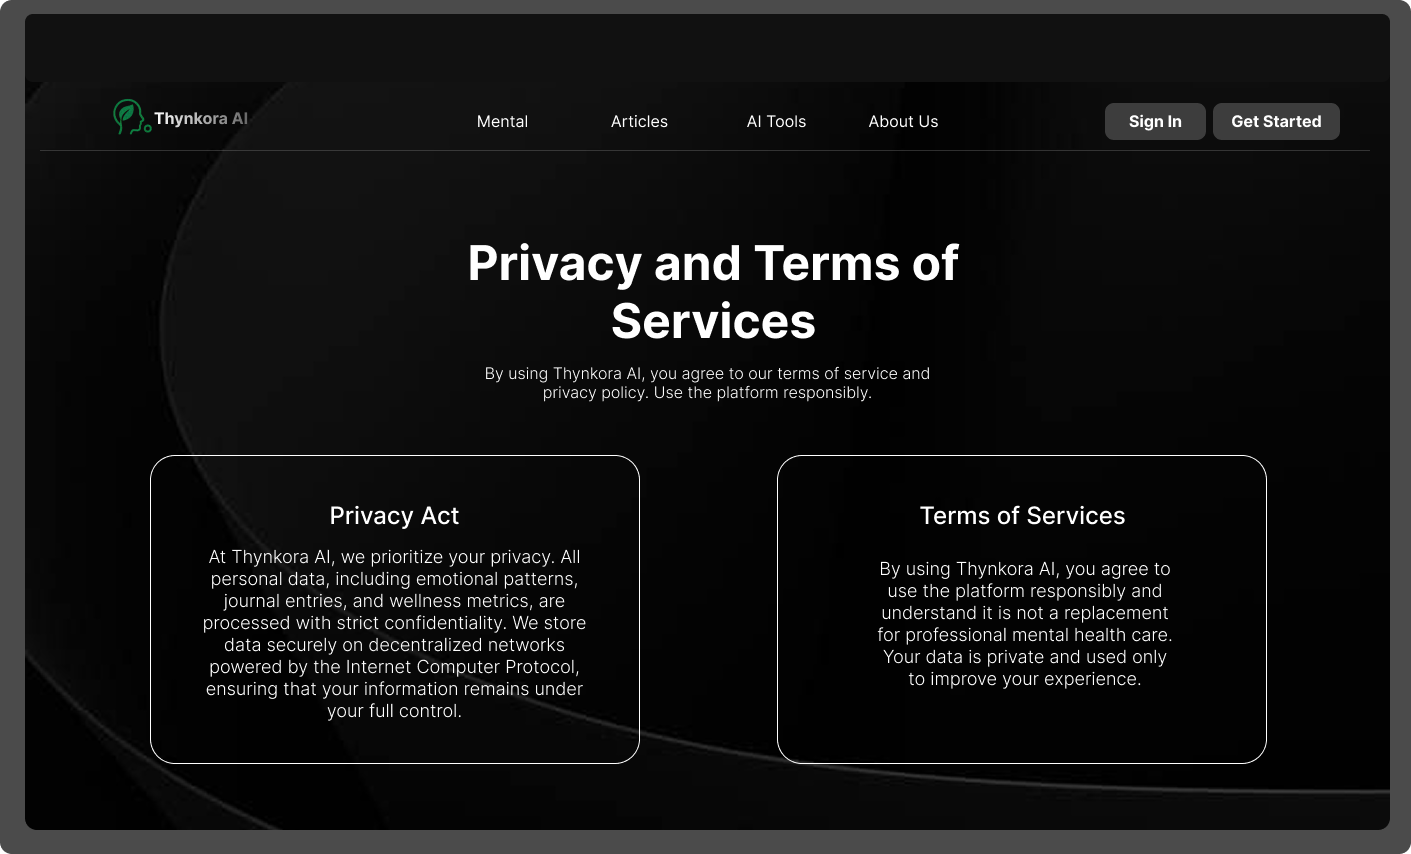 Thynkora AI
Mental
Articles
AI Tools
About Us
Sign In
Get Started
Privacy and Terms of
Services
By using Thynkora AI, you agree to our terms of service and
privacy policy. Use the platform responsibly.
Privacy Act
At Thynkora AI, we prioritize your privacy. All
personal data, including emotional patterns,
journal entries, and wellness metrics, are
processed with strict confidentiality. We store
data securely on decentralized networks
powered by the Internet Computer Protocol,
ensuring that your information remains under
your full control.
Terms of Services
By using Thynkora AI, you agree to
use the platform responsibly and
understand it is not a replacement
for professional mental health care.
Your data is private and used only
to improve your experience.